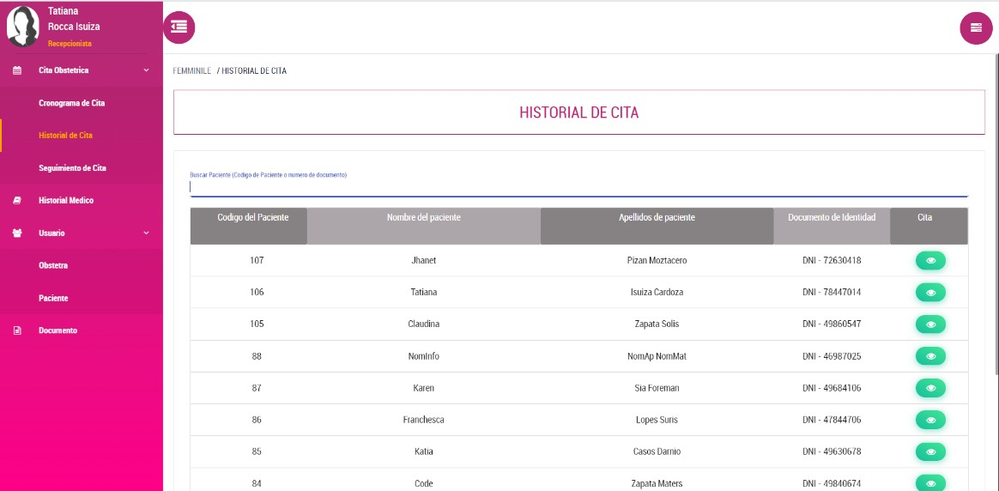 Tatiana
Rocca Isuiza
Recepcionista
Cita Obstetrica
Cronograma de Cita
Historial de Cita
Seguimiento de Cita
Historial Medico
Usuario
Obstetra
Paciente
Documento
FEMMINILE / HISTORIAL DE CITA
HISTORIAL DE CITA
Buscar Paciente (Codigo de Paciente o numero de documento)
Codigo del Paciente Nombre del paciente Apellidos de paciente Documento de Identidad Cita
107 Jhanet Pizan Moztacero DNI - 72630418
106 Tatiana Isuiza Cardoza DNI - 78447014
105 Claudina Zapata Solis DNI - 49860547
88 NomInfo NomAp NomMat DNI - 46987025
87 Karen Sia Foreman DNI - 49684106
86 Franchesca Lopes Suris DNI - 47844706
85 Katia Casos Darnio DNI - 49630678
84 Code Zapata Maters DNI - 49840674